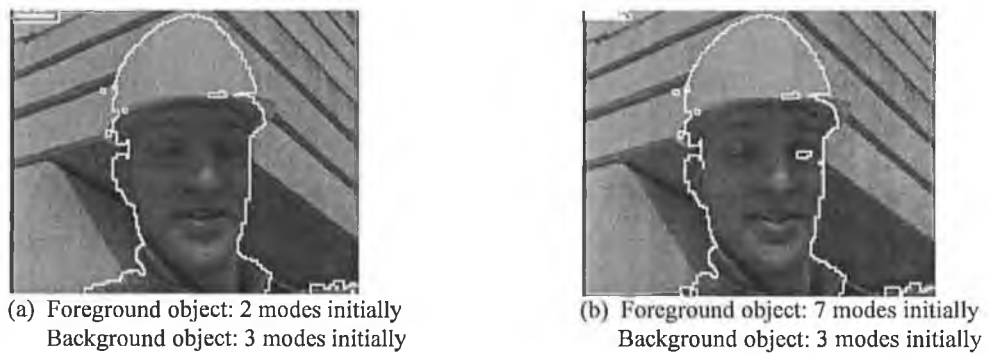 (a) Foreground object: 2 modes initially
Background object: 3 modes initially
(b) Foreground object: 7 modes initially
Background object: 3 modes initially